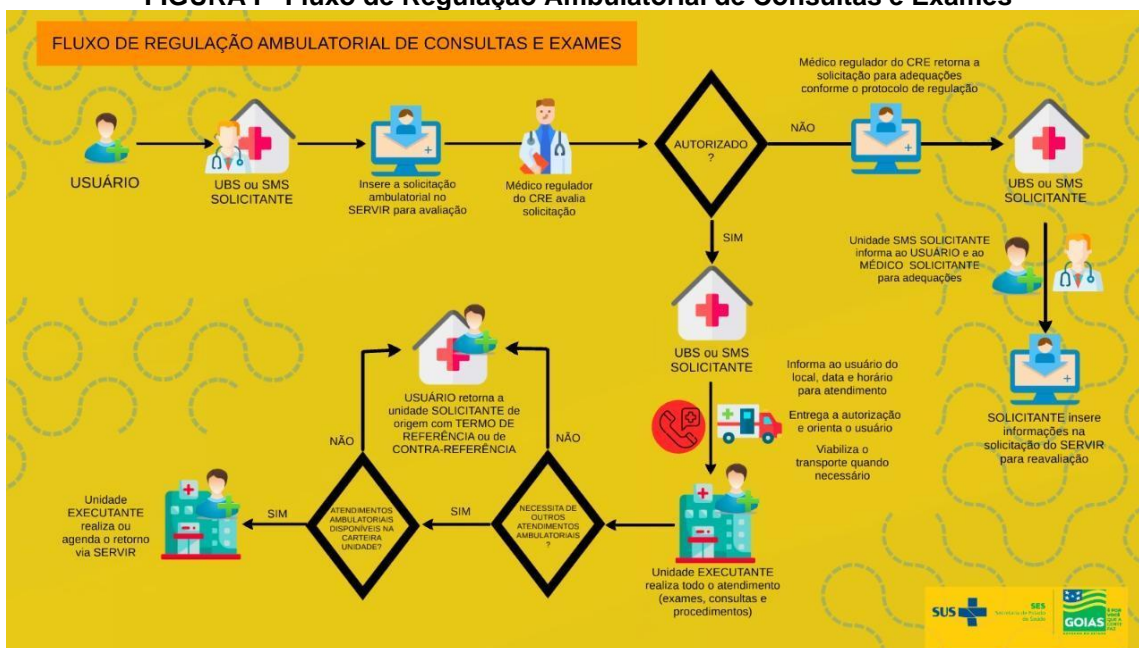 FIGURA I - Fluxo de Regulação Ambulatorial de Consultas e Exames
FLUXO DE REGULAÇÃO AMBULATORIAL DE CONSULTAS E EXAMES
USUÁRIO
UBS ou SMS
SOLICITANTE
Insere a solicitação
ambulatorial no
SERVIR para avaliação
Médico regulador
do CRE avalia
solicitação
AUTORIZADO
?
NÃO
Médico regulador do CRE retorna a
solicitação para adequações
conforme o protocolo de regulação
UBS ou SMS
SOLICITANTE
Unidade SMS SOLICITANTE
informa ao USUÁRIO e ao
MÉDICO SOLICITANTE
para adequações
SOLICITANTE insere
informações na
solicitação do SERVIR
para reavaliação
SIM
UBS ou SMS
SOLICITANTE
Informa ao usuário do
local, data e horário
para atendimento
Entrega a autorização
e orienta o usuário
Viabiliza o
transporte quando
necessário
Unidade EXECUTANTE
realiza todo o atendimento
(exames, consultas e
procedimentos)
NECESSITA DE
OUTROS
ATENDIMENTOS
AMBULATORIAIS
?
NÃO
SIM
USUÁRIO retorna a
unidade SOLICITANTE de
origem com TERMO DE
REFERÊNCIA ou de
CONTRA-REFERÊNCIA
ATENDIMENTOS
AMBULATORIAIS
DISPONÍVEIS NA
CARTEIRA
UNIDADE?
NÃO
SIM
Unidade
EXECUTANTE
realiza ou
agenda o retorno
via SERVIR
SUS
SES
Secretaria de Estado
da Saúde
GOIÁS